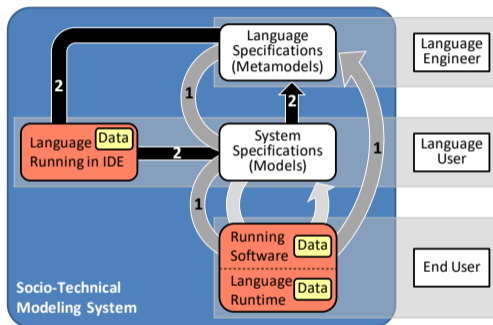 Language
Specifications
(Metamodels)
Language
Engineer
2
1
2
Language
Running in IDE
Data
2
System
Specifications
(Models)
1
Language
User
1
Running
Software
Data
Language
Runtime
Data
End User
Socio-Technical
Modeling System